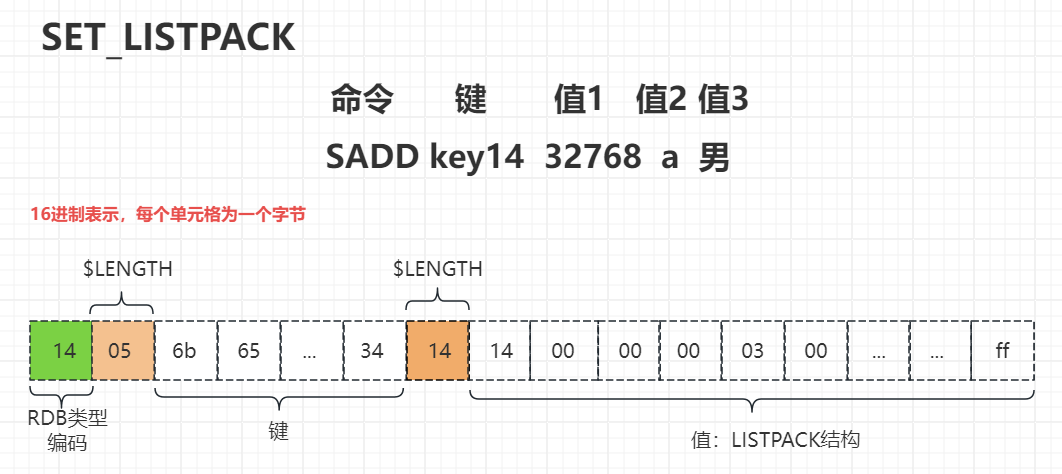 SET_LISTPACK
命令 键 值1 值2 值3
SADD key14 32768 a 男
16进制表示，每个单元格为一个字节
$LENGTH $LENGTH
14 05 6b 65 ... 34 14 14 00 00 00 03 00 ... ... ff
RDB类型
编码
键
值：LISTPACK结构